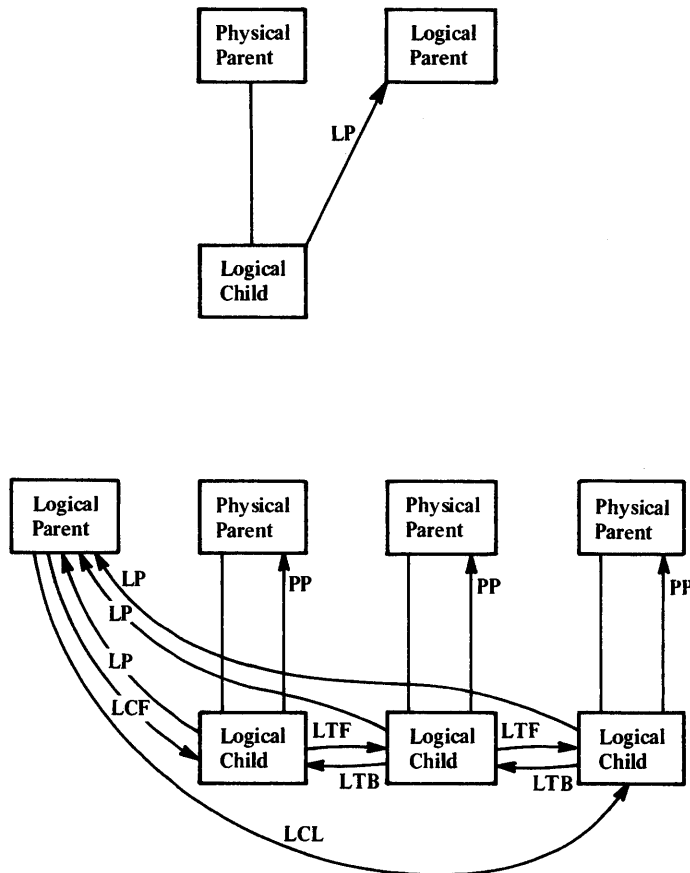 Physical
Parent
Logical
Parent
LP
Logical
Child
Logical
Parent
Physical
Parent
Physical
Parent
Physical
Parent
LP
LP
LP
LCF
PP
PP
PP
Logical
Child
LTF
LTB
Logical
Child
LTF
LTB
Logical
Child
LCL